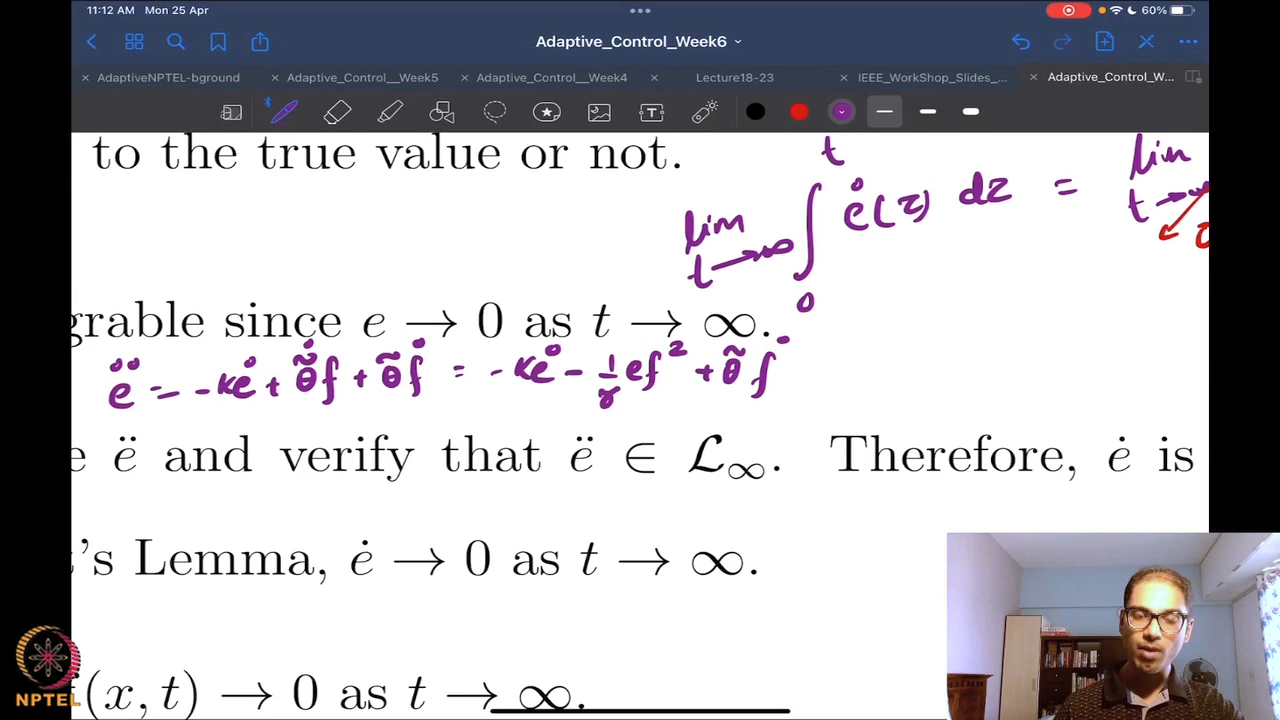 11:12 AM Mon 25 Apr
60%
Adaptive_Control_Week6
AdaptiveNPTEL-bground
Adaptive_Control__Week5
Adaptive_Control__Week4
Lecture18-23
IEEE_WorkShop_Slides_...
Adaptive_Control_W...
to the true value or not.
lim t→∞ ∫₀ᵗ ė(τ) dτ = lim t→
grable since e → 0 as t → ∞.
ë = -kė + θ̃̇f + θ̃ḟ = -kė - 1/γ ef² + θ̃ḟ
e ë and verify that ë ∈ 𝓛∞. Therefore, ė is
t's Lemma, ė → 0 as t → ∞.
(x, t) → 0 as t → ∞.
NPTEL